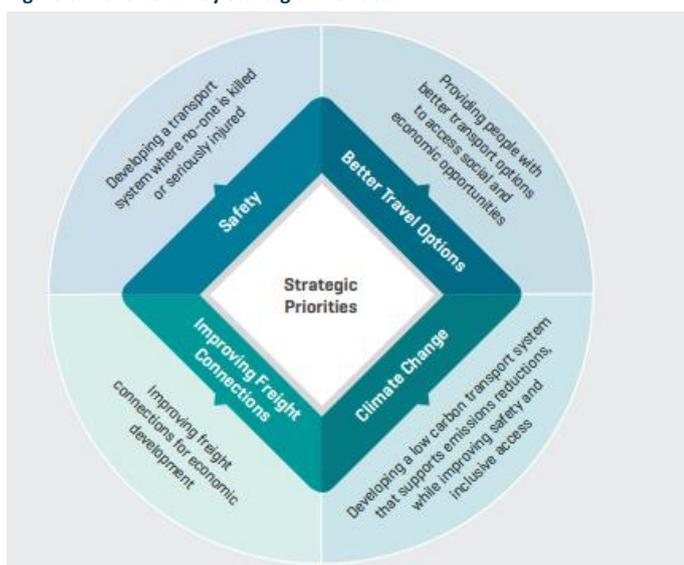 Developing a transport
system where no-one is killed
or seriously injured
Safety
Providing people with
better transport options
to access social and
economic opportunities
Better Travel Options
Strategic
Priorities
Improving Freight
Connections
Improving freight
connections for economic
development
Climate Change
Developing a low carbon transport system
that supports emissions reductions,
while improving safety and
inclusive access